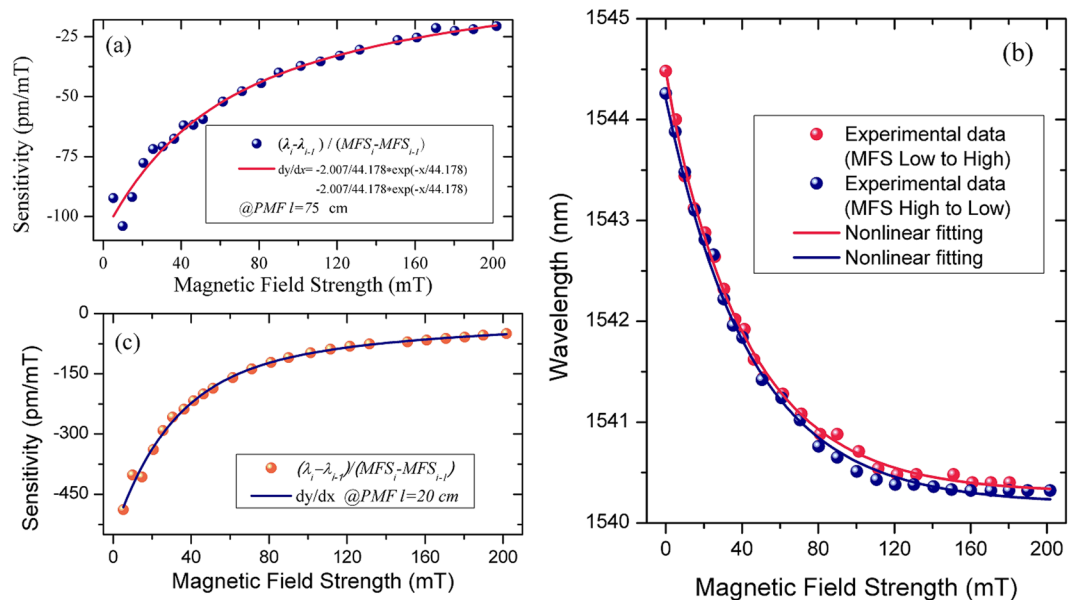 (a)
Sensitivity (pm/mT)
-25
-50
-75
-100
(λi-λi-1) / (MFSi-MFSi-1)
dy/dx= -2.007/44.178*exp(-x/44.178)
-2.007/44.178*exp(-x/44.178)
@PMF l=75 cm
0 40 80 120 160 200
Magnetic Field Strength (mT)
(c)
Sensitivity (pm/mT)
0
-150
-300
-450
(λi-λi-1)/(MFSi-MFSi-1)
dy/dx @PMF l=20 cm
0 40 80 120 160 200
Magnetic Field Strength (mT)
(b)
Wavelength (nm)
1545
1544
1543
1542
1541
1540
Experimental data
(MFS Low to High)
Experimental data
(MFS High to Low)
Nonlinear fitting
Nonlinear fitting
0 40 80 120 160 200
Magnetic Field Strength (mT)